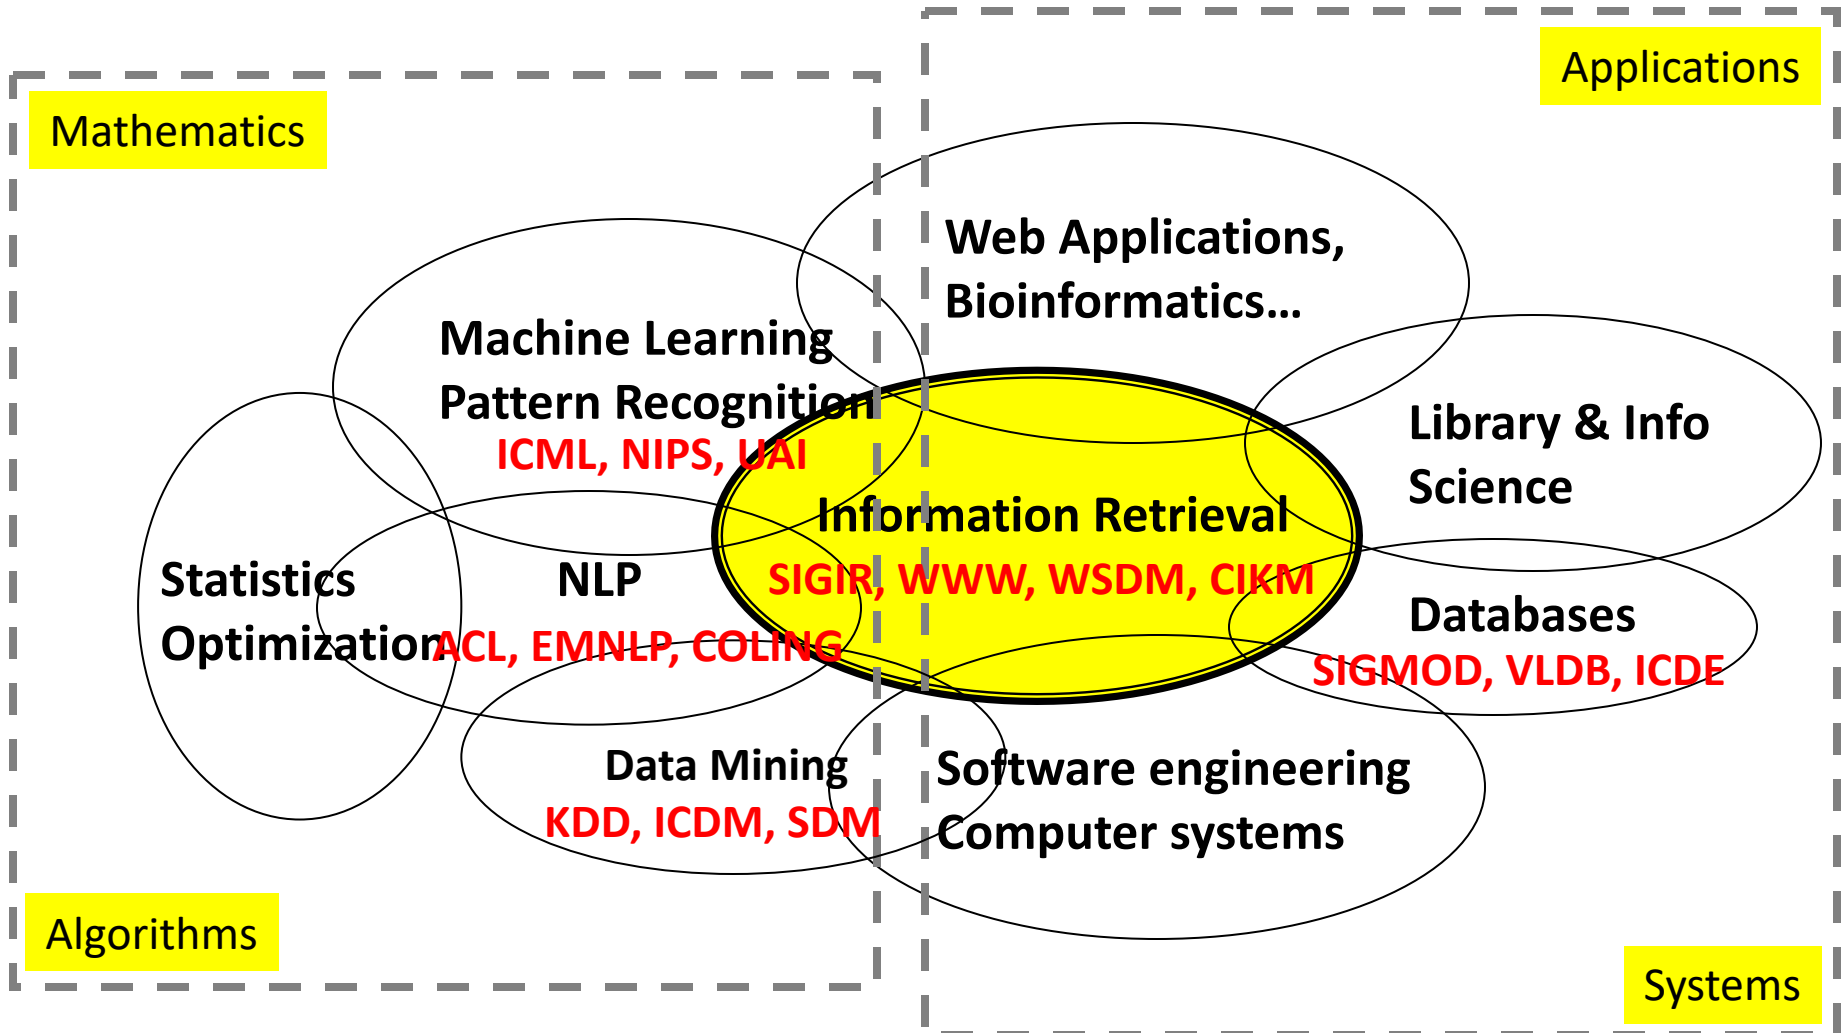 Applications
Mathematics
Web Applications,
Bioinformatics...
Machine Learning
Pattern Recognition
ICML, NIPS, UAI
Library & Info
Science
Information Retrieval
SIGIR, WWW, WSDM, CIKM
Statistics
Optimization
NLP
ACL, EMNLP, COLING
Databases
SIGMOD, VLDB, ICDE
Data Mining
KDD, ICDM, SDM
Software engineering
Computer systems
Algorithms
Systems